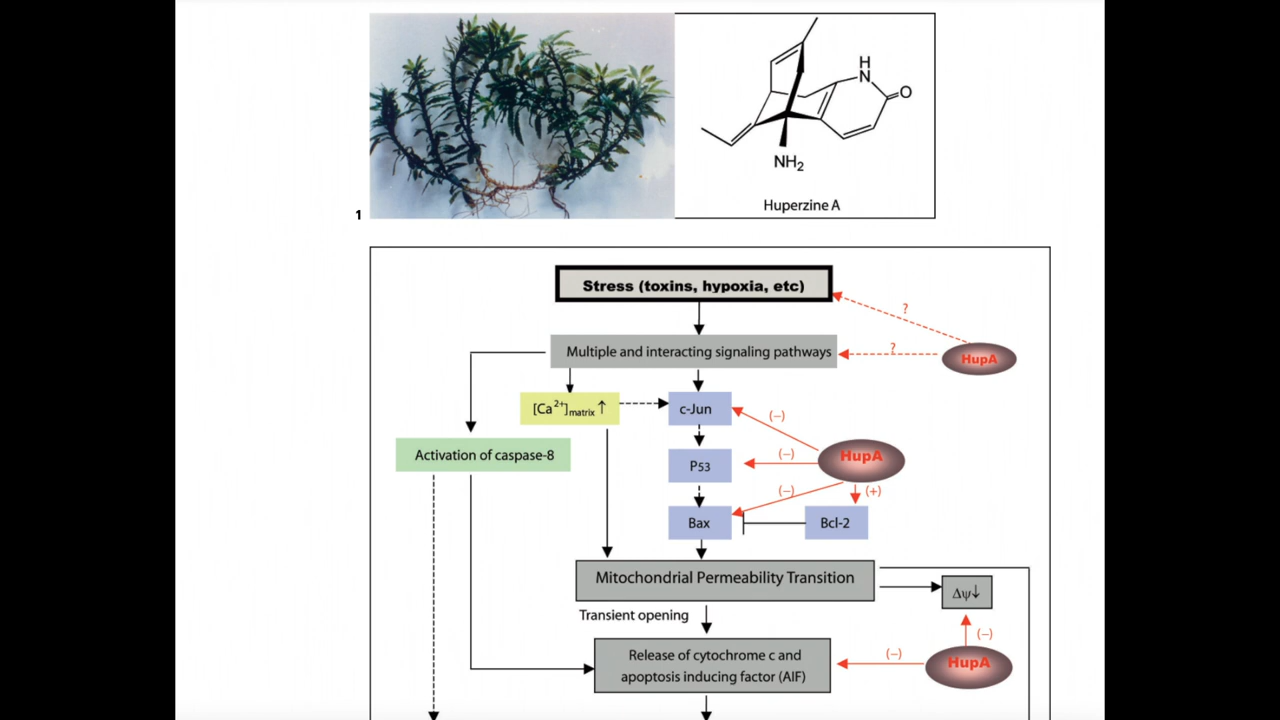 NH
O
NH₂
Huperzine A
1
Stress (toxins, hypoxia, etc)
?
Multiple and interacting signaling pathways
?
HupA
[Ca²⁺]matrix ↑
c-Jun
(–)
Activation of caspase-8
P53
(–)
HupA
(–)
(+)
Bax
Bcl-2
Mitochondrial Permeability Transition
Δψ↓
Transient opening
(–)
Release of cytochrome c and
apoptosis inducing factor (AIF)
(–)
HupA